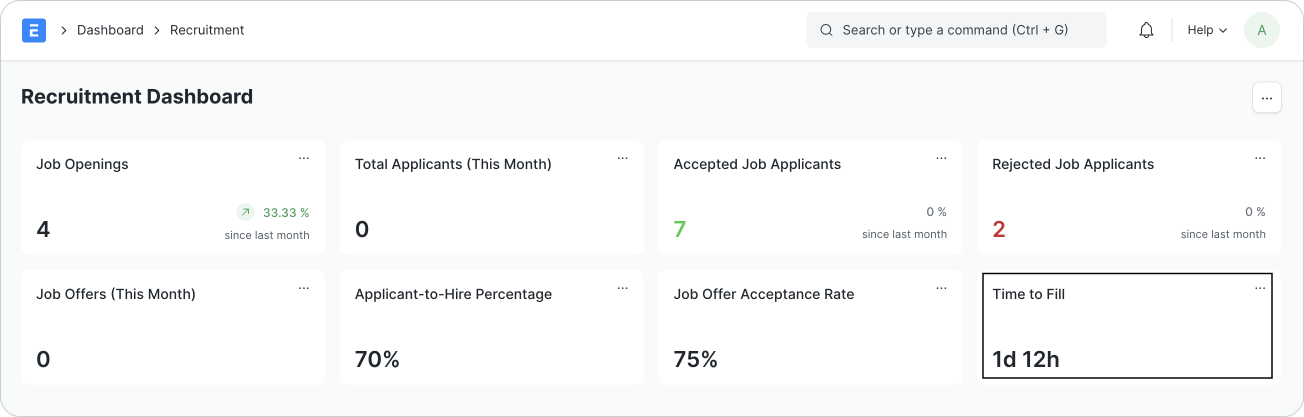 E
Dashboard
Recruitment
Search or type a command (Ctrl + G)
Help
A
Recruitment Dashboard
...
Job Openings
...
4
33.33 %
since last month
Total Applicants (This Month)
...
0
Accepted Job Applicants
...
7
0 %
since last month
Rejected Job Applicants
...
2
0 %
since last month
Job Offers (This Month)
...
0
Applicant-to-Hire Percentage
...
70%
Job Offer Acceptance Rate
...
75%
Time to Fill
...
1d 12h